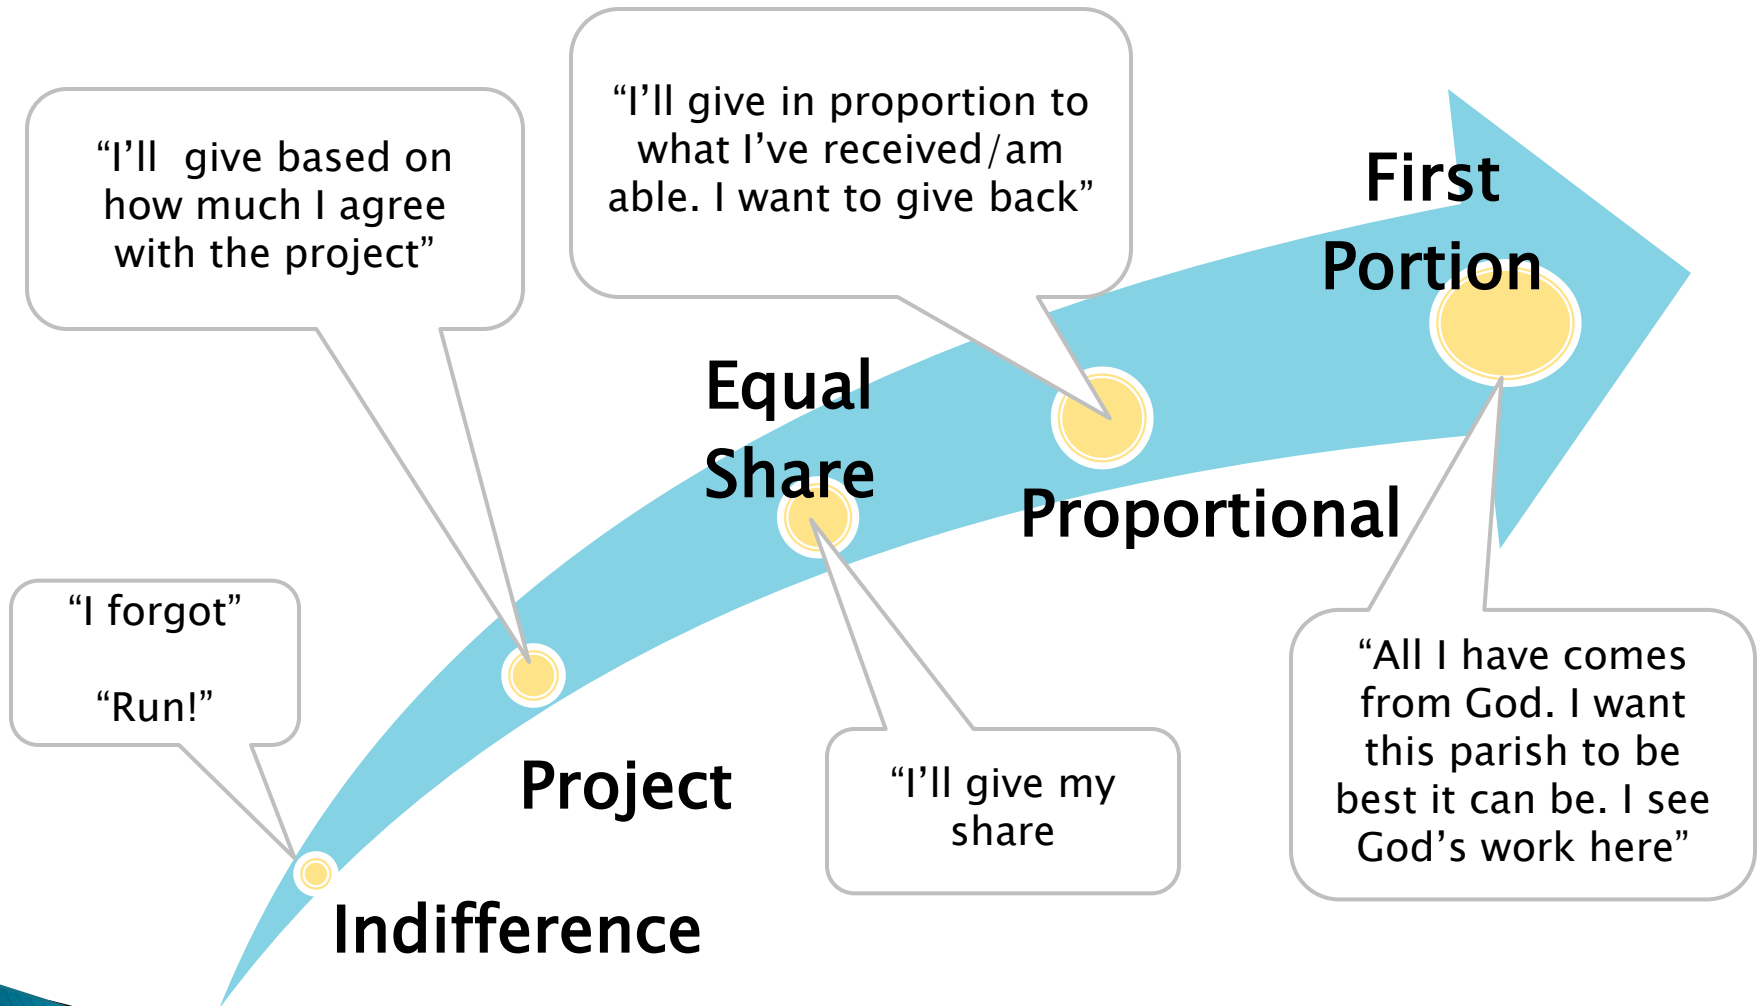 “I’ll  give based on
how much I agree
with the project”
“I’ll give in proportion to
what I’ve received/am
able. I want to give back”
First
Portion
Equal
Share
Proportional
“I forgot”
“Run!”
Project
“I’ll give my
share
“All I have comes
from God. I want
this parish to be
best it can be. I see
God’s work here”
Indifference